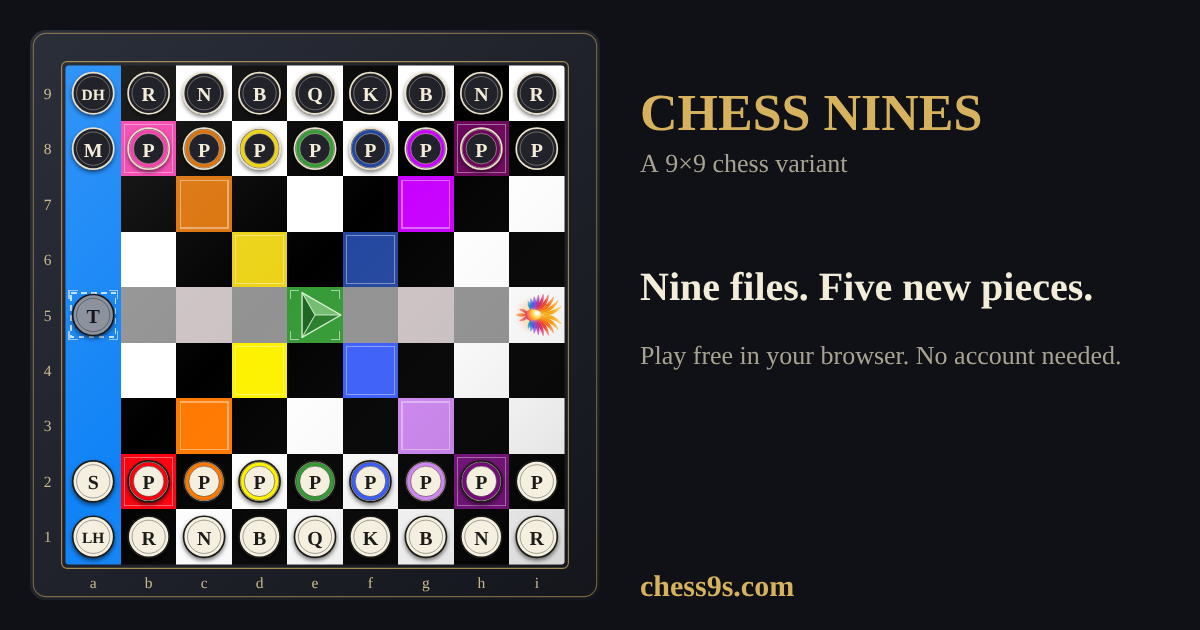 CHESS NINES
A 9×9 chess variant
Nine files. Five new pieces.
Play free in your browser. No account needed.
chess9s.com
9 DH R N B Q K B N R
8 M P P P P P P P P
7
6
5 T
4
3
2 S P P P P P P P P
1 LH R N B Q K B N R
a b c d e f g h i